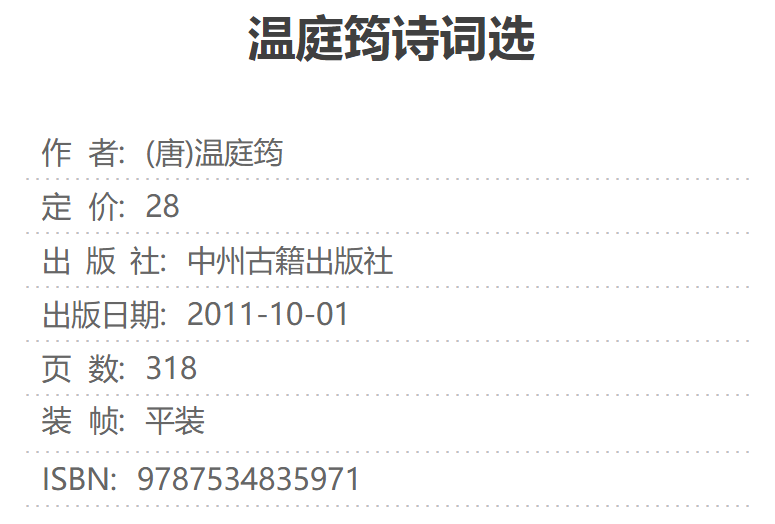 温庭筠诗词选
作 者: (唐)温庭筠
定 价: 28
出 版 社: 中州古籍出版社
出版日期: 2011-10-01
页 数: 318
装 帧: 平装
ISBN: 9787534835971